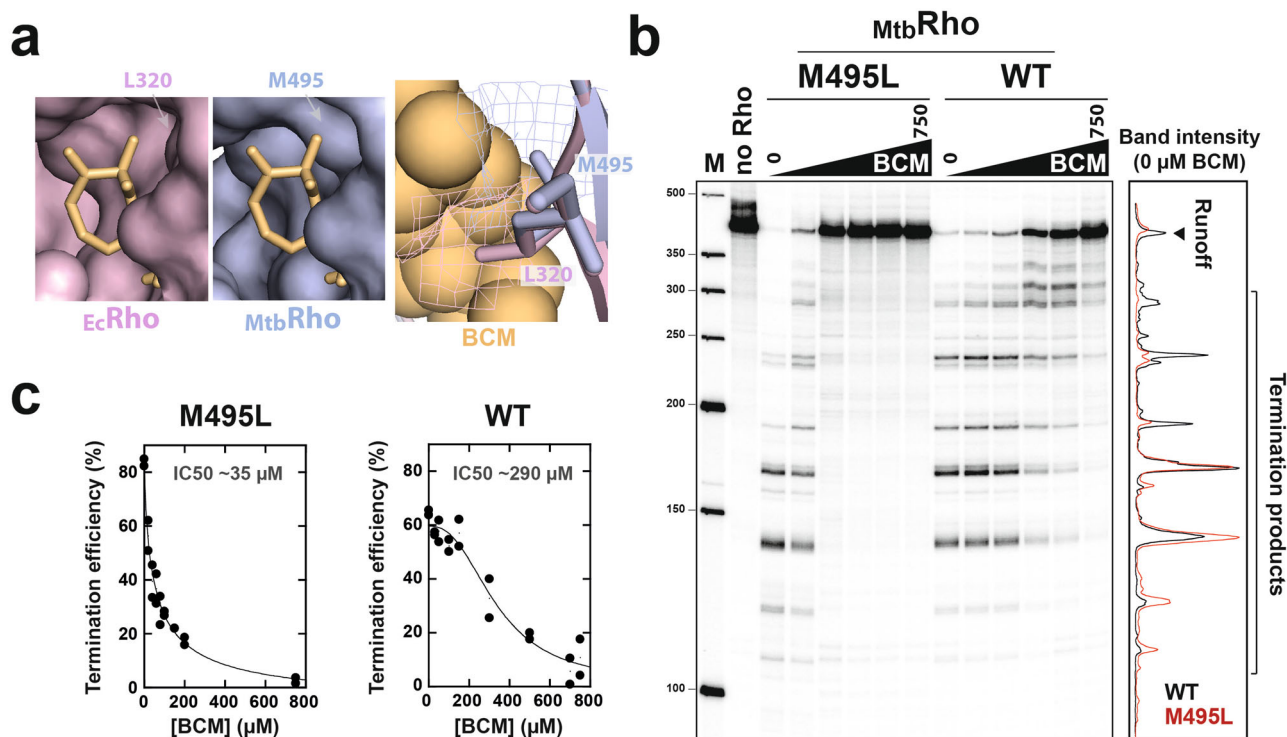 a
L320
M495
EcRho
MtbRho
M495
L320
BCM
b
MtbRho
M495L
WT
M
no Rho
0
750
BCM
0
750
BCM
Band intensity
(0 µM BCM)
500
350
300
250
200
150
100
Runoff
Termination products
WT
M495L
c
M495L
Termination efficiency (%)
80
60
40
20
0
IC50 ~35 µM
0 200 400 600 800
[BCM] (µM)
WT
Termination efficiency (%)
80
60
40
20
0
IC50 ~290 µM
0 200 400 600 800
[BCM] (µM)